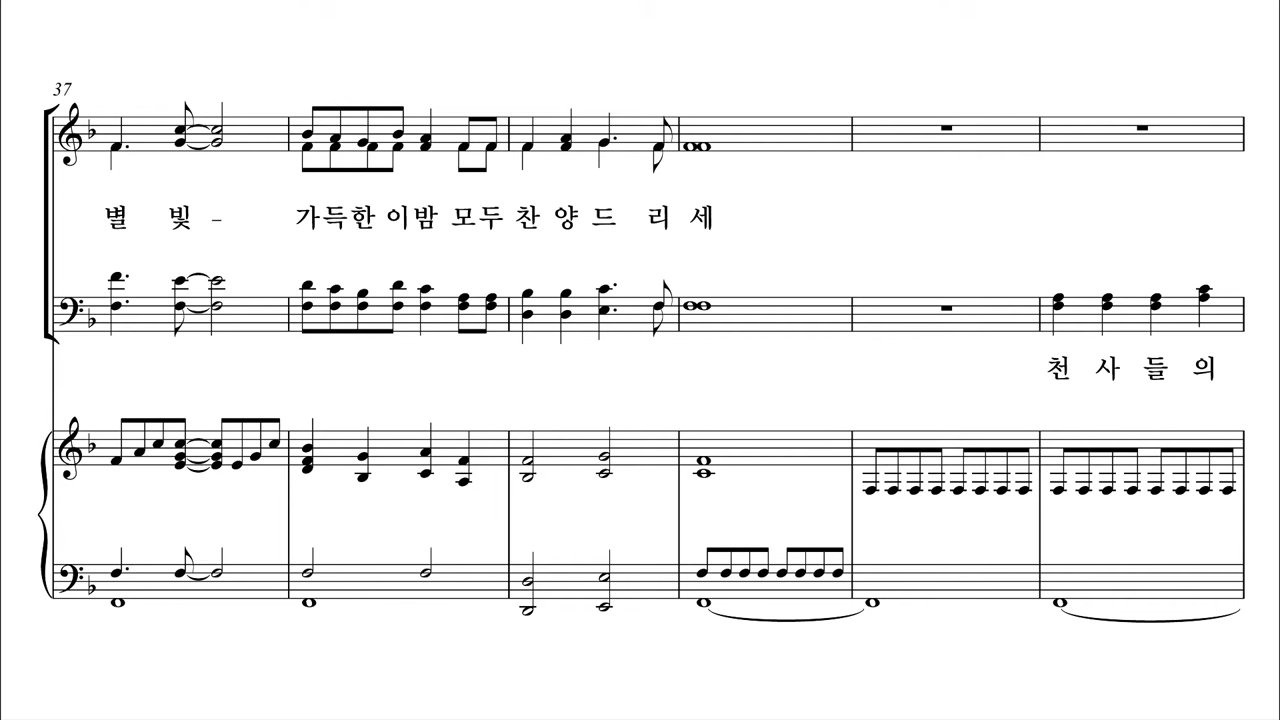 37
별 빛 - 가득한 이밤 모두 찬 양 드 리 세
천 사 들 의